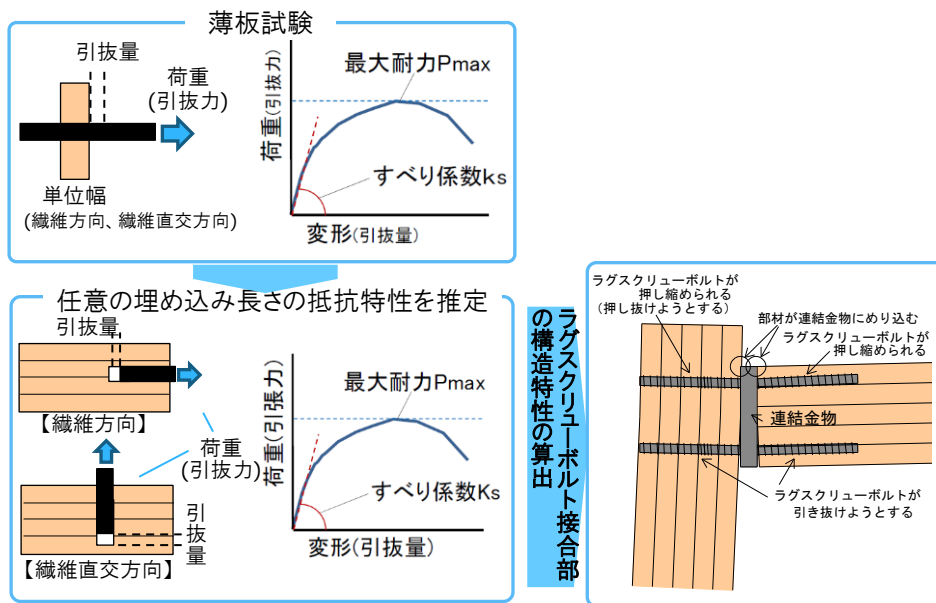 薄板試験
引抜量
荷重
(引抜力)
単位幅
(繊維方向、繊維直交方向)
荷重(引抜力)
最大耐力Pmax
すべり係数ks
変形(引抜量)
任意の埋め込み長さの抵抗特性を推定
引抜量
【繊維方向】
荷重
(引抜力)
引抜量
【繊維直交方向】
荷重(引張力)
最大耐力Pmax
すべり係数Ks
変形(引抜量)
ラグスクリューボルト接合部
の構造特性の算出
ラグスクリューボルトが
押し縮められる
(押し抜けようとする)
部材が連結金物にめり込む
ラグスクリューボルトが
押し縮められる
連結金物
ラグスクリューボルトが
引き抜けようとする